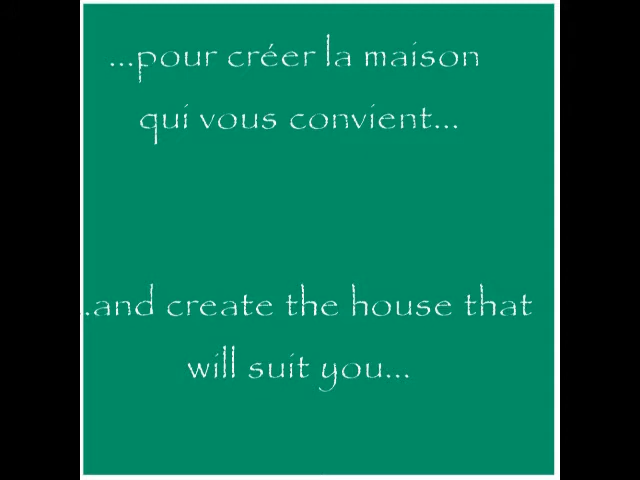 ...pour créer la maison
qui vous convient...
..and create the house that
will suit you...